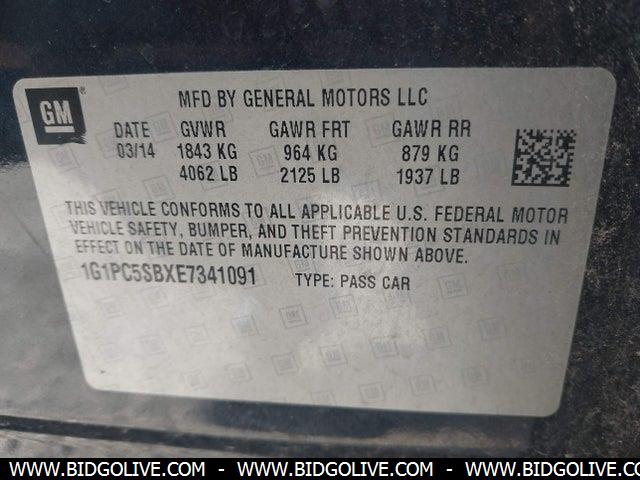 GM
MFD BY GENERAL MOTORS LLC
DATE GVWR GAWR FRT GAWR RR
03/14 1843 KG 964 KG 879 KG
4062 LB 2125 LB 1937 LB
THIS VEHICLE CONFORMS TO ALL APPLICABLE U.S. FEDERAL MOTOR
VEHICLE SAFETY, BUMPER, AND THEFT PREVENTION STANDARDS IN
EFFECT ON THE DATE OF MANUFACTURE SHOWN ABOVE.
1G1PC5SBXE7341091 TYPE: PASS CAR
WWW.BIDGOLIVE.COM - WWW.BIDGOLIVE.COM - WWW.BIDGOLIVE.COM